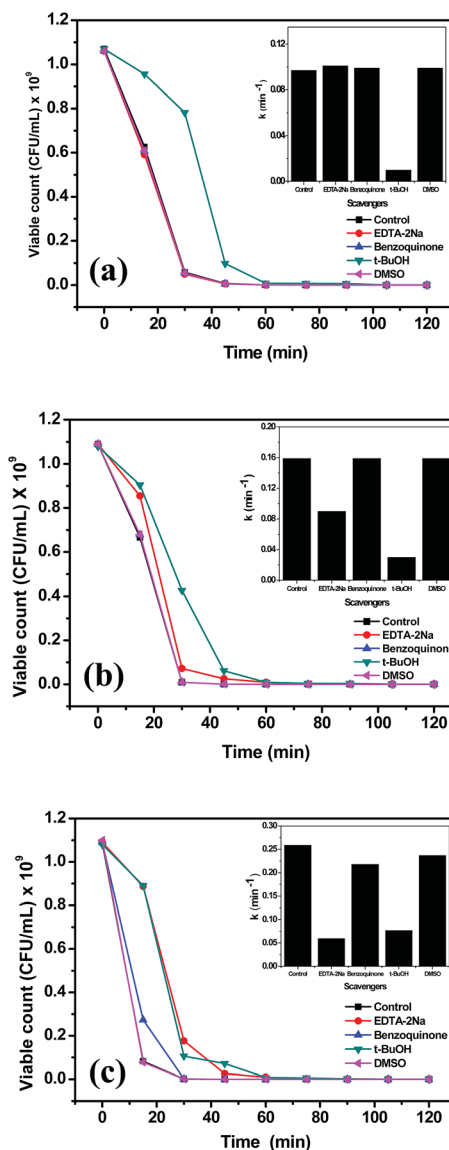 1.2
1.0
0.8
0.6
0.4
0.2
0.0
Viable count (CFU/mL) x 10⁹
0.12
0.08
0.04
0.00
k (min⁻¹)
Control EDTA-2Na Benzoquinone t-BuOH DMSO
Scavengers
Control
EDTA-2Na
Benzoquinone
t-BuOH
DMSO
(a)
0 20 40 60 80 100 120
Time (min)
1.2
1.0
0.8
0.6
0.4
0.2
0.0
Viable count (CFU/mL) X 10⁹
0.20
0.16
0.12
0.08
0.04
0.00
k (min⁻¹)
Control EDTA-2Na Benzoquinone t-BuOH DMSO
Scavengers
Control
EDTA-2Na
Benzoquinon
t-BuOH
DMSO
(b)
0 20 40 60 80 100 120
Time (min)
1.2
1.0
0.8
0.6
0.4
0.2
0.0
Viable count (CFU/mL) x 10⁹
0.30
0.25
0.20
0.15
0.10
0.05
0.00
k (min⁻¹)
Control EDTA-2Na Benzoquinone t-BuOH DMSO
Scavengers
Control
EDTA-2Na
Benzoquinone
t-BuOH
DMSO
(c)
0 20 40 60 80 100 120
Time (min)